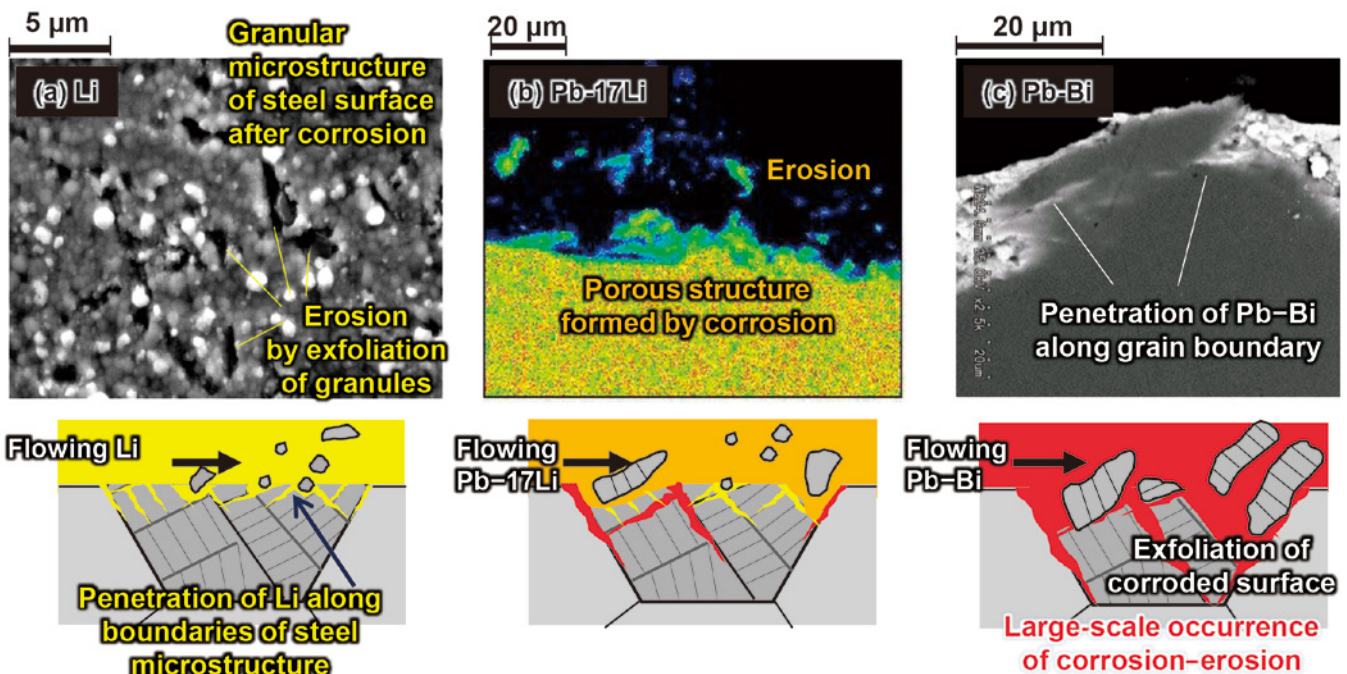 5 μm
(a) Li
Granular
microstructure
of steel surface
after corrosion
Erosion
by exfoliation
of granules
20 μm
(b) Pb-17Li
Erosion
Porous structure
formed by corrosion
20 μm
(c) Pb-Bi
Penetration of Pb–Bi
along grain boundary
Flowing Li
Penetration of Li along
boundaries of steel
microstructure
Flowing
Pb–17Li
Flowing
Pb–Bi
Exfoliation of
corroded surface
Large-scale occurrence
of corrosion–erosion